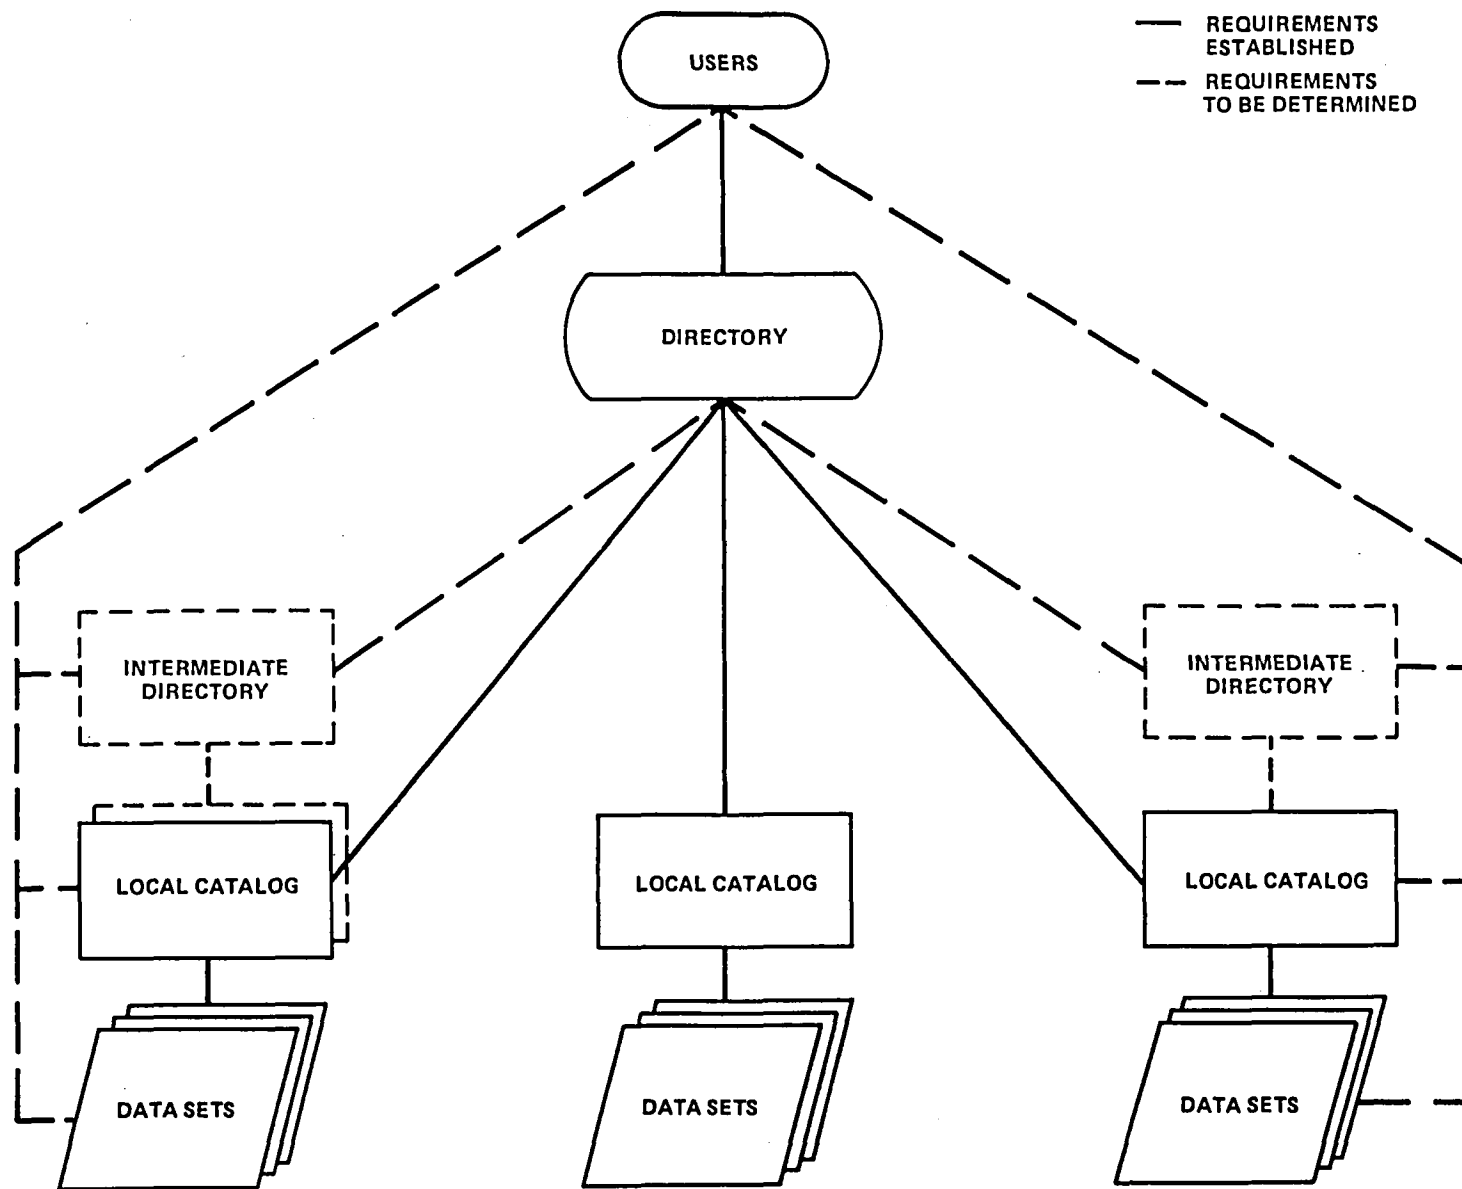 USERS
REQUIREMENTS
ESTABLISHED
REQUIREMENTS
TO BE DETERMINED
DIRECTORY
INTERMEDIATE
DIRECTORY
INTERMEDIATE
DIRECTORY
LOCAL CATALOG
LOCAL CATALOG
LOCAL CATALOG
DATA SETS
DATA SETS
DATA SETS